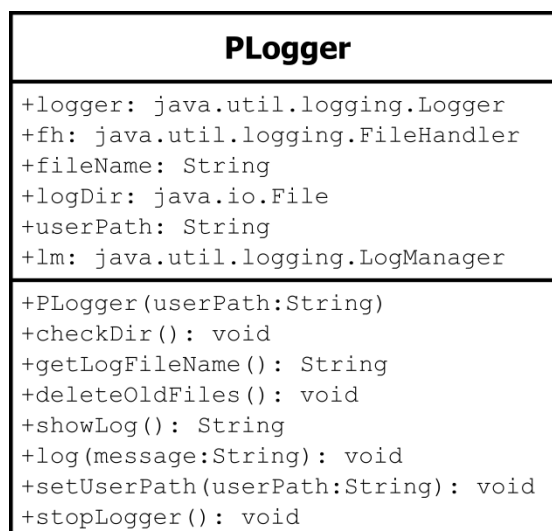 PLogger
+logger: java.util.logging.Logger
+fh: java.util.logging.FileHandler
+fileName: String
+logDir: java.io.File
+userPath: String
+lm: java.util.logging.LogManager
+PLogger(userPath:String)
+checkDir(): void
+getLogFileName(): String
+deleteOldFiles(): void
+showLog(): String
+log(message:String): void
+setUserPath(userPath:String): void
+stopLogger(): void